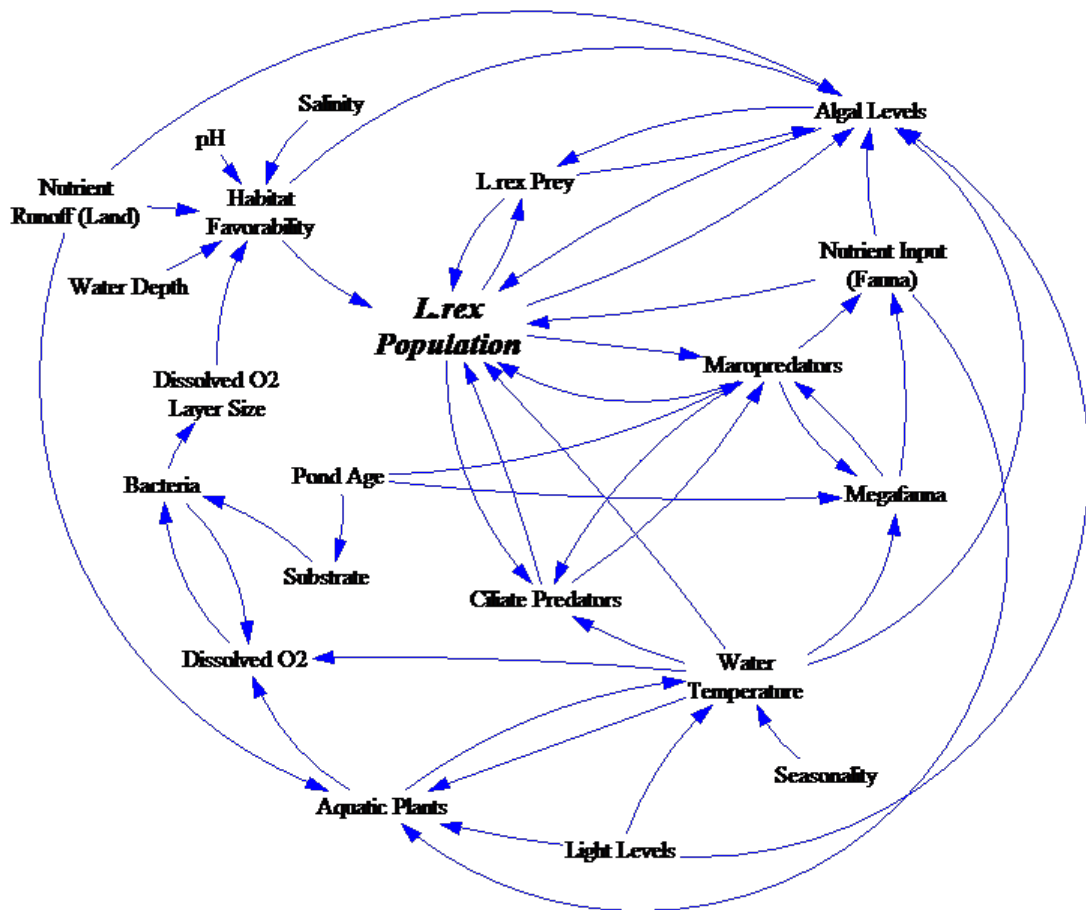 Salinity
Algal Levels
pH
L.rex Prey
Nutrient
Runoff (Land)
Habitat
Favorability
Nutrient Input
(Fauna)
Water Depth
L.rex
Population
Maropredators
Dissolved O2
Layer Size
Pond Age
Bacteria
Megafauna
Substrate
Ciliate Predators
Dissolved O2
Water
Temperature
Seasonality
Aquatic Plants
Light Levels